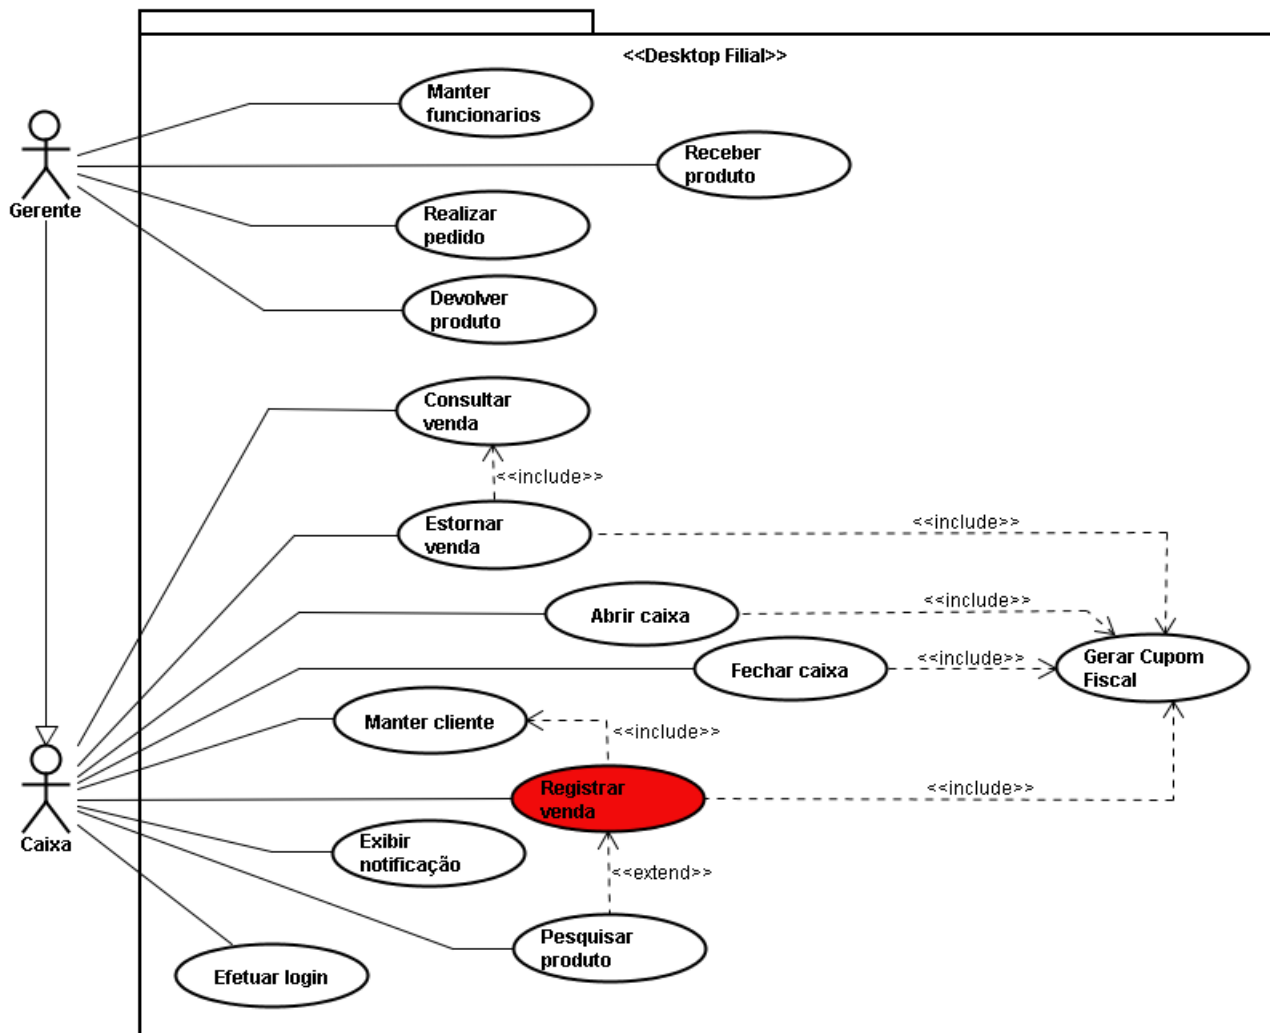 <<Desktop Filial>>
Manter
funcionarios
Receber
produto
Gerente
Realizar
pedido
Devolver
produto
Consultar
venda
<<include>>
Estornar
venda
<<include>>
Abrir caixa
<<include>>
Fechar caixa
<<include>>
Gerar Cupom
Fiscal
Manter cliente
<<include>>
Registrar
venda
<<include>>
Caixa
Exibir
notificação
<<extend>>
Pesquisar
produto
Efetuar login